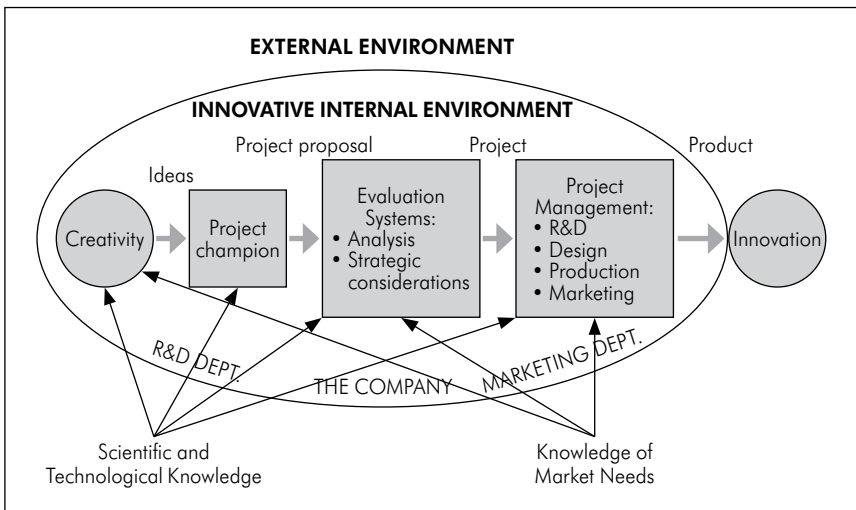 EXTERNAL ENVIRONMENT
INNOVATIVE INTERNAL ENVIRONMENT
Project proposal
Project
Product
Ideas
Creativity
Project
champion
Evaluation
Systems:
• Analysis
• Strategic
considerations
Project
Management:
• R&D
• Design
• Production
• Marketing
Innovation
R&D DEPT.
THE COMPANY
MARKETING DEPT.
Scientific and
Technological Knowledge
Knowledge of
Market Needs